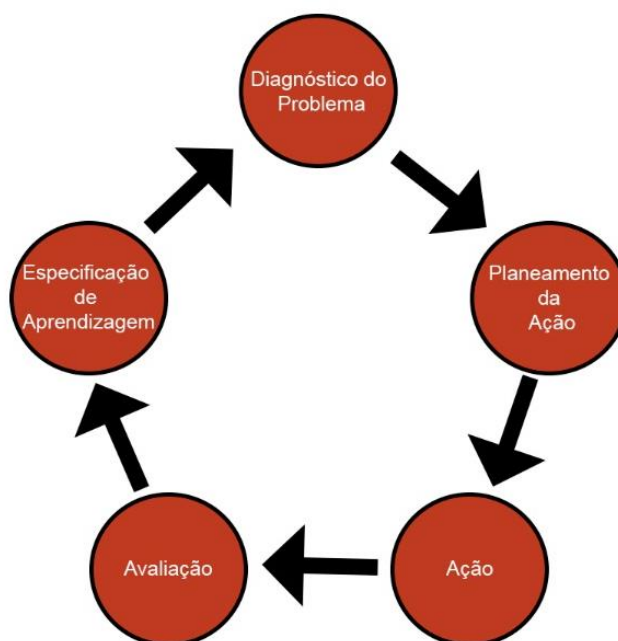 Diagnóstico do
Problema
Planeamento
da
Ação
Ação
Avaliação
Especificação
de
Aprendizagem